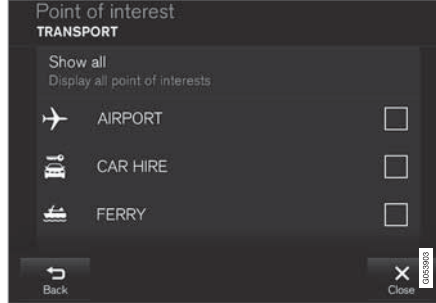 Point of interest
TRANSPORT
Show all
Display all point of interests
AIRPORT
CAR HIRE
FERRY
Back
Close
G053903